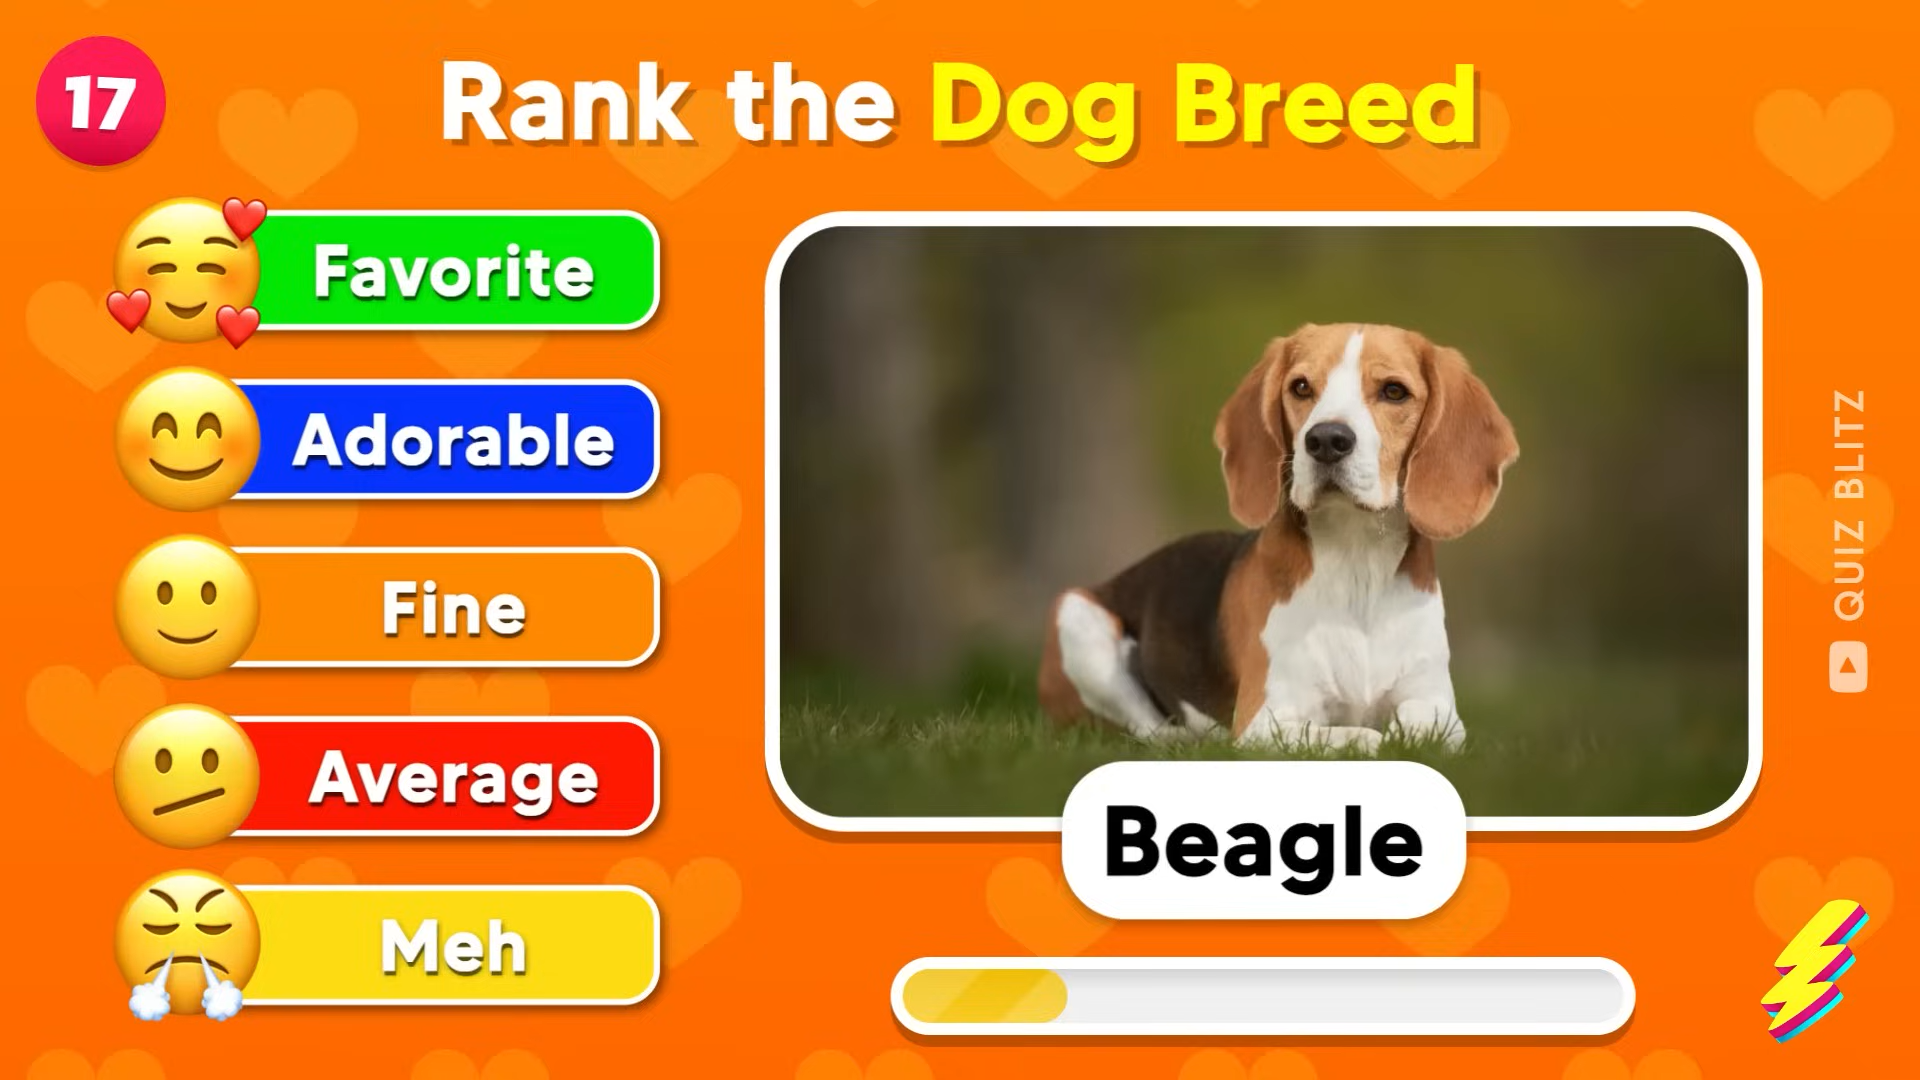 17
Rank the Dog Breed
Favorite
Adorable
Fine
Average
Meh
Beagle
QUIZ BLITZ